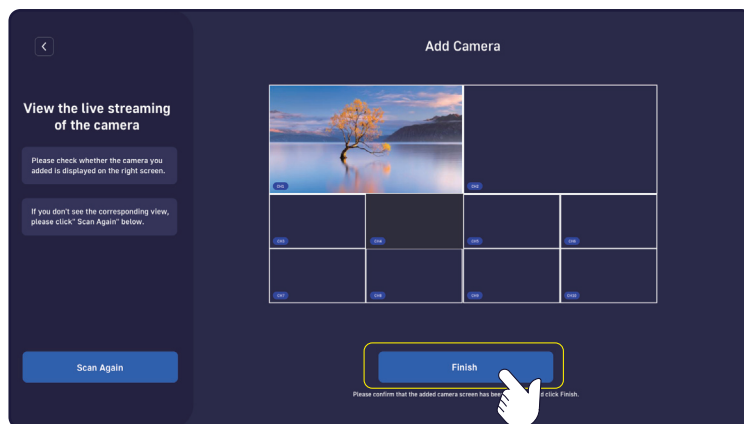 Add Camera
View the live streaming
of the camera
Please check whether the camera you
added is displayed on the right screen.
If you don't see the corresponding view,
please click" Scan Again" below.
CH1
CH2
CH3
CH4
CH5
CH6
CH7
CH8
CH9
CH10
Scan Again
Finish
Please confirm that the added camera screen has click Finish.